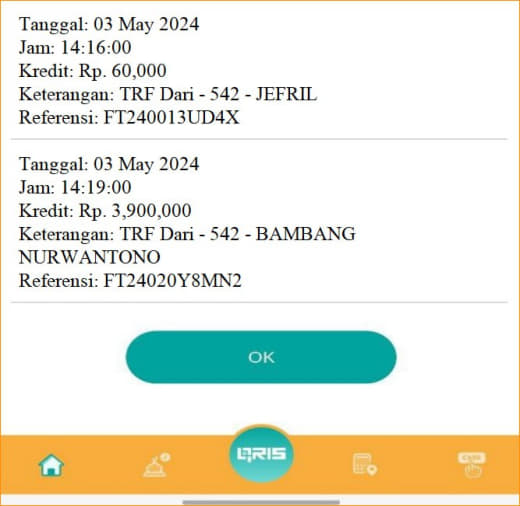 Tanggal: 03 May 2024
Jam: 14:16:00
Kredit: Rp. 60,000
Keterangan: TRF Dari - 542 - JEFRIL
Referensi: FT240013UD4X
Tanggal: 03 May 2024
Jam: 14:19:00
Kredit: Rp. 3,900,000
Keterangan: TRF Dari - 542 - BAMBANG
NURWANTONO
Referensi: FT24020Y8MN2
OK
QRIS